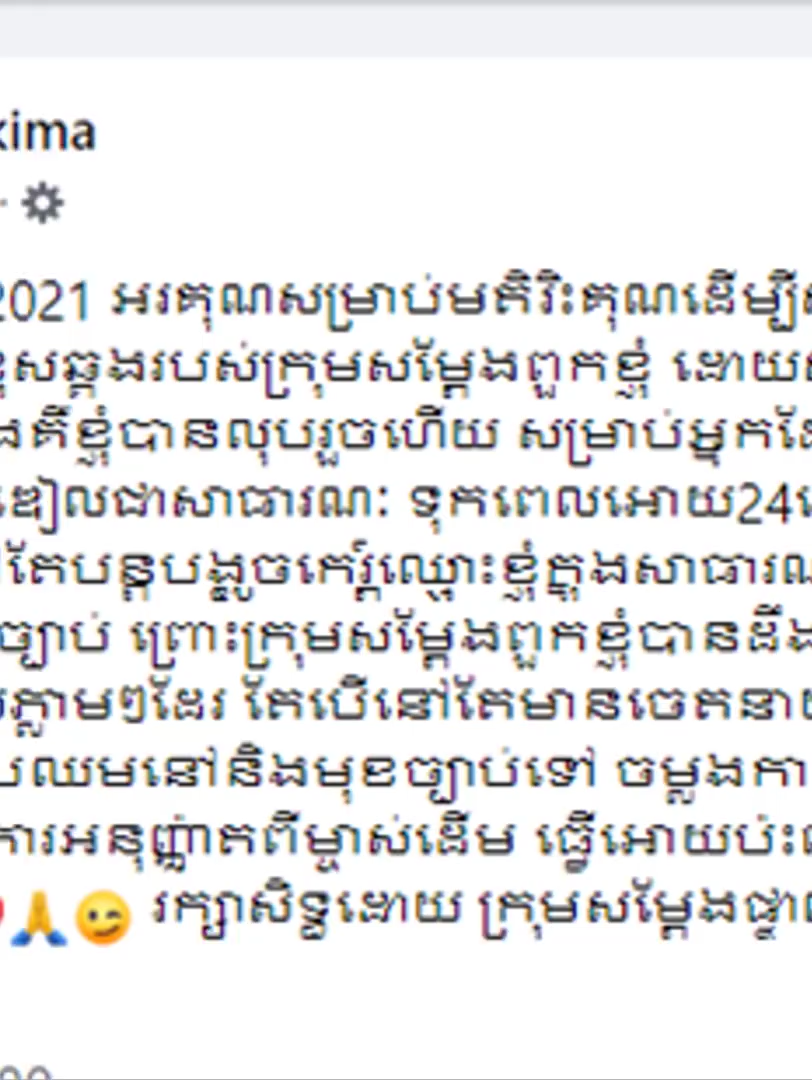 kima
2021 អរគុណសម្រាប់មតិរិះគុណដើម្បី
ខុសឆ្គងរបស់ក្រុមសម្ដែងពួកខ្ញុំ ដោយ
ងគឺខ្ញុំបានលុបរួចហើយ សម្រាប់អ្នក
ឌៀលជាសាធារណៈ ទុកពេលអោយ24
តែបន្តបង្ខូចកេរ្តិ៍ឈ្មោះខ្ញុំក្នុងសាធារណ
ច្បាប់ ព្រោះក្រុមសម្ដែងពួកខ្ញុំបានដឹង
ភ្លាមៗដែរ តែបើនៅតែមានចេតនា
ឈមនៅនិងមុខច្បាប់ទៅ ចម្លងកា
ការអនុញ្ញាតពីម្ចាស់ដើម ធ្វើអោយប៉ះ
🙏😉 រក្សាសិទ្ធដោយ ក្រុមសម្ដែងផ្ទាល